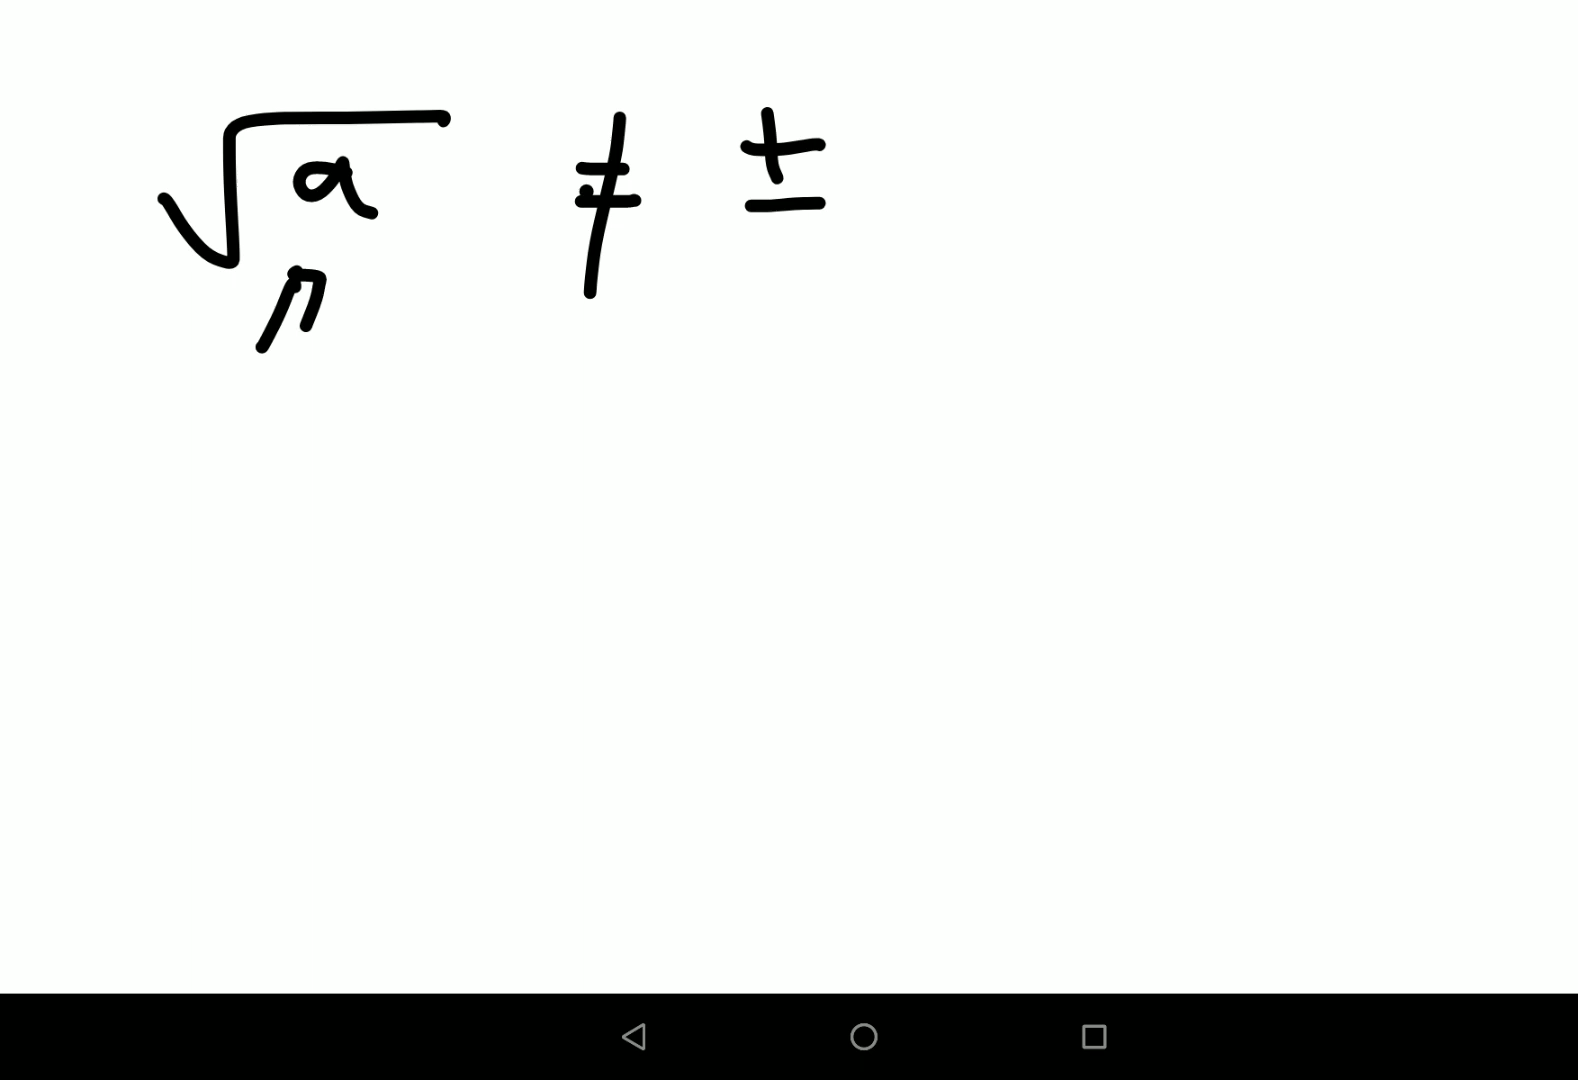 √a ≠ ±